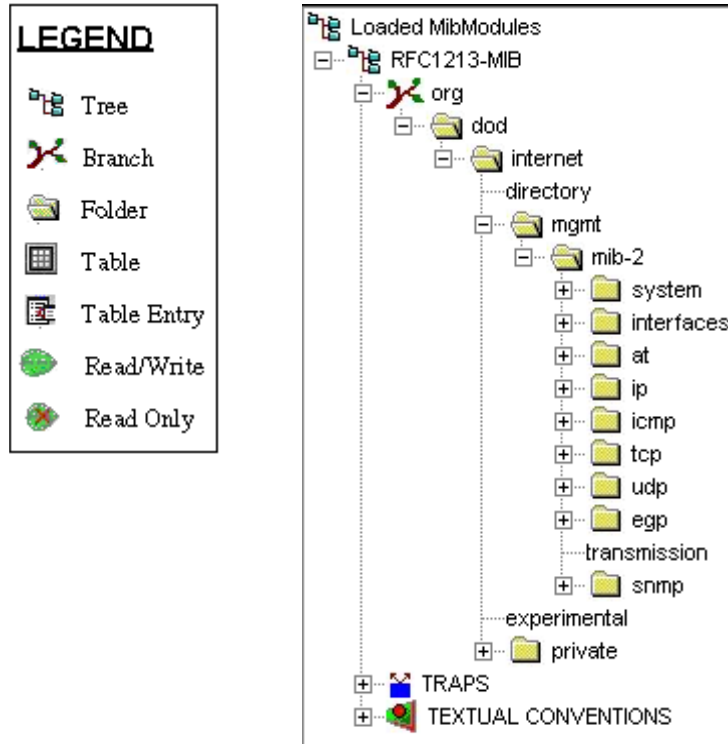 LEGEND
Tree
Branch
Folder
Table
Table Entry
Read/Write
Read Only
Loaded MibModules
RFC1213-MIB
org
dod
internet
directory
mgmt
mib-2
system
interfaces
at
ip
icmp
tcp
udp
egp
transmission
snmp
experimental
private
TRAPS
TEXTUAL CONVENTIONS